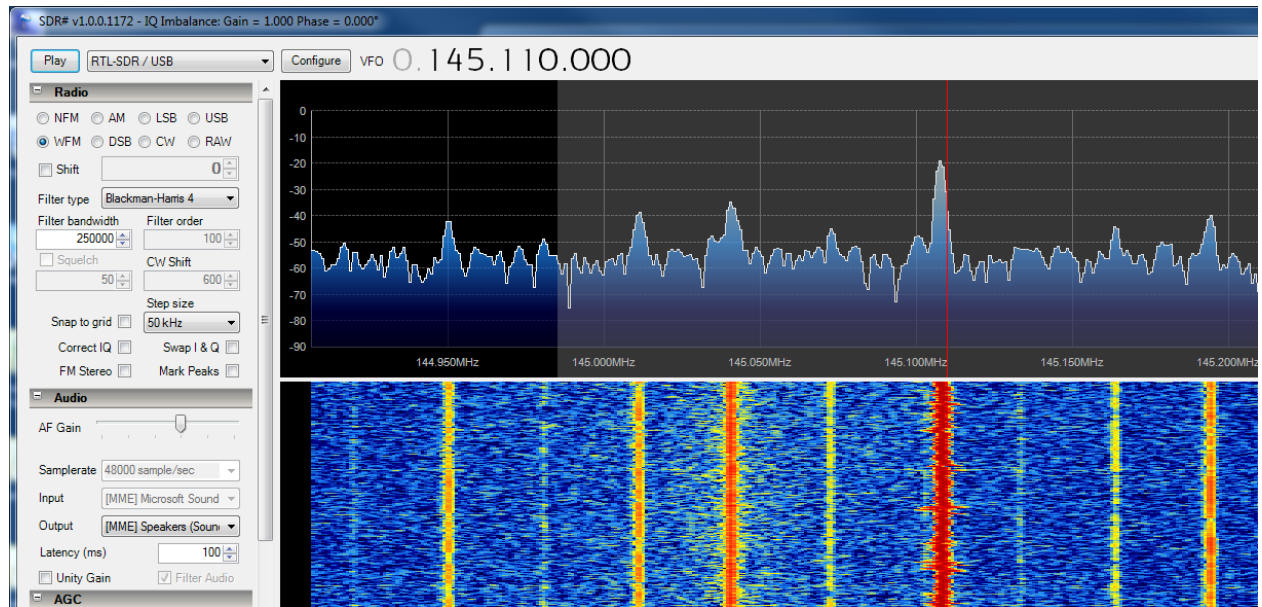 SDR# v1.0.0.1172 - IQ Imbalance: Gain = 1.000 Phase = 0.000°
Play RTL-SDR / USB Configure VFO 0.145.110.000
Radio
NFM AM LSB USB
WFM DSB CW RAW
Shift 0
Filter type Blackman-Harris 4
Filter bandwidth Filter order
250000 100
Squelch CW Shift
50 600
Step size
Snap to grid 50 kHz
Correct IQ Swap I & Q
FM Stereo Mark Peaks
Audio
AF Gain
Samplerate 48000 sample/sec
Input [MME] Microsoft Sound
Output [MME] Speakers (Soun
Latency (ms) 100
Unity Gain Filter Audio
AGC
0
-10
-20
-30
-40
-50
-60
-70
-80
-90
144.950MHz 145.000MHz 145.050MHz 145.100MHz 145.150MHz 145.200MHz